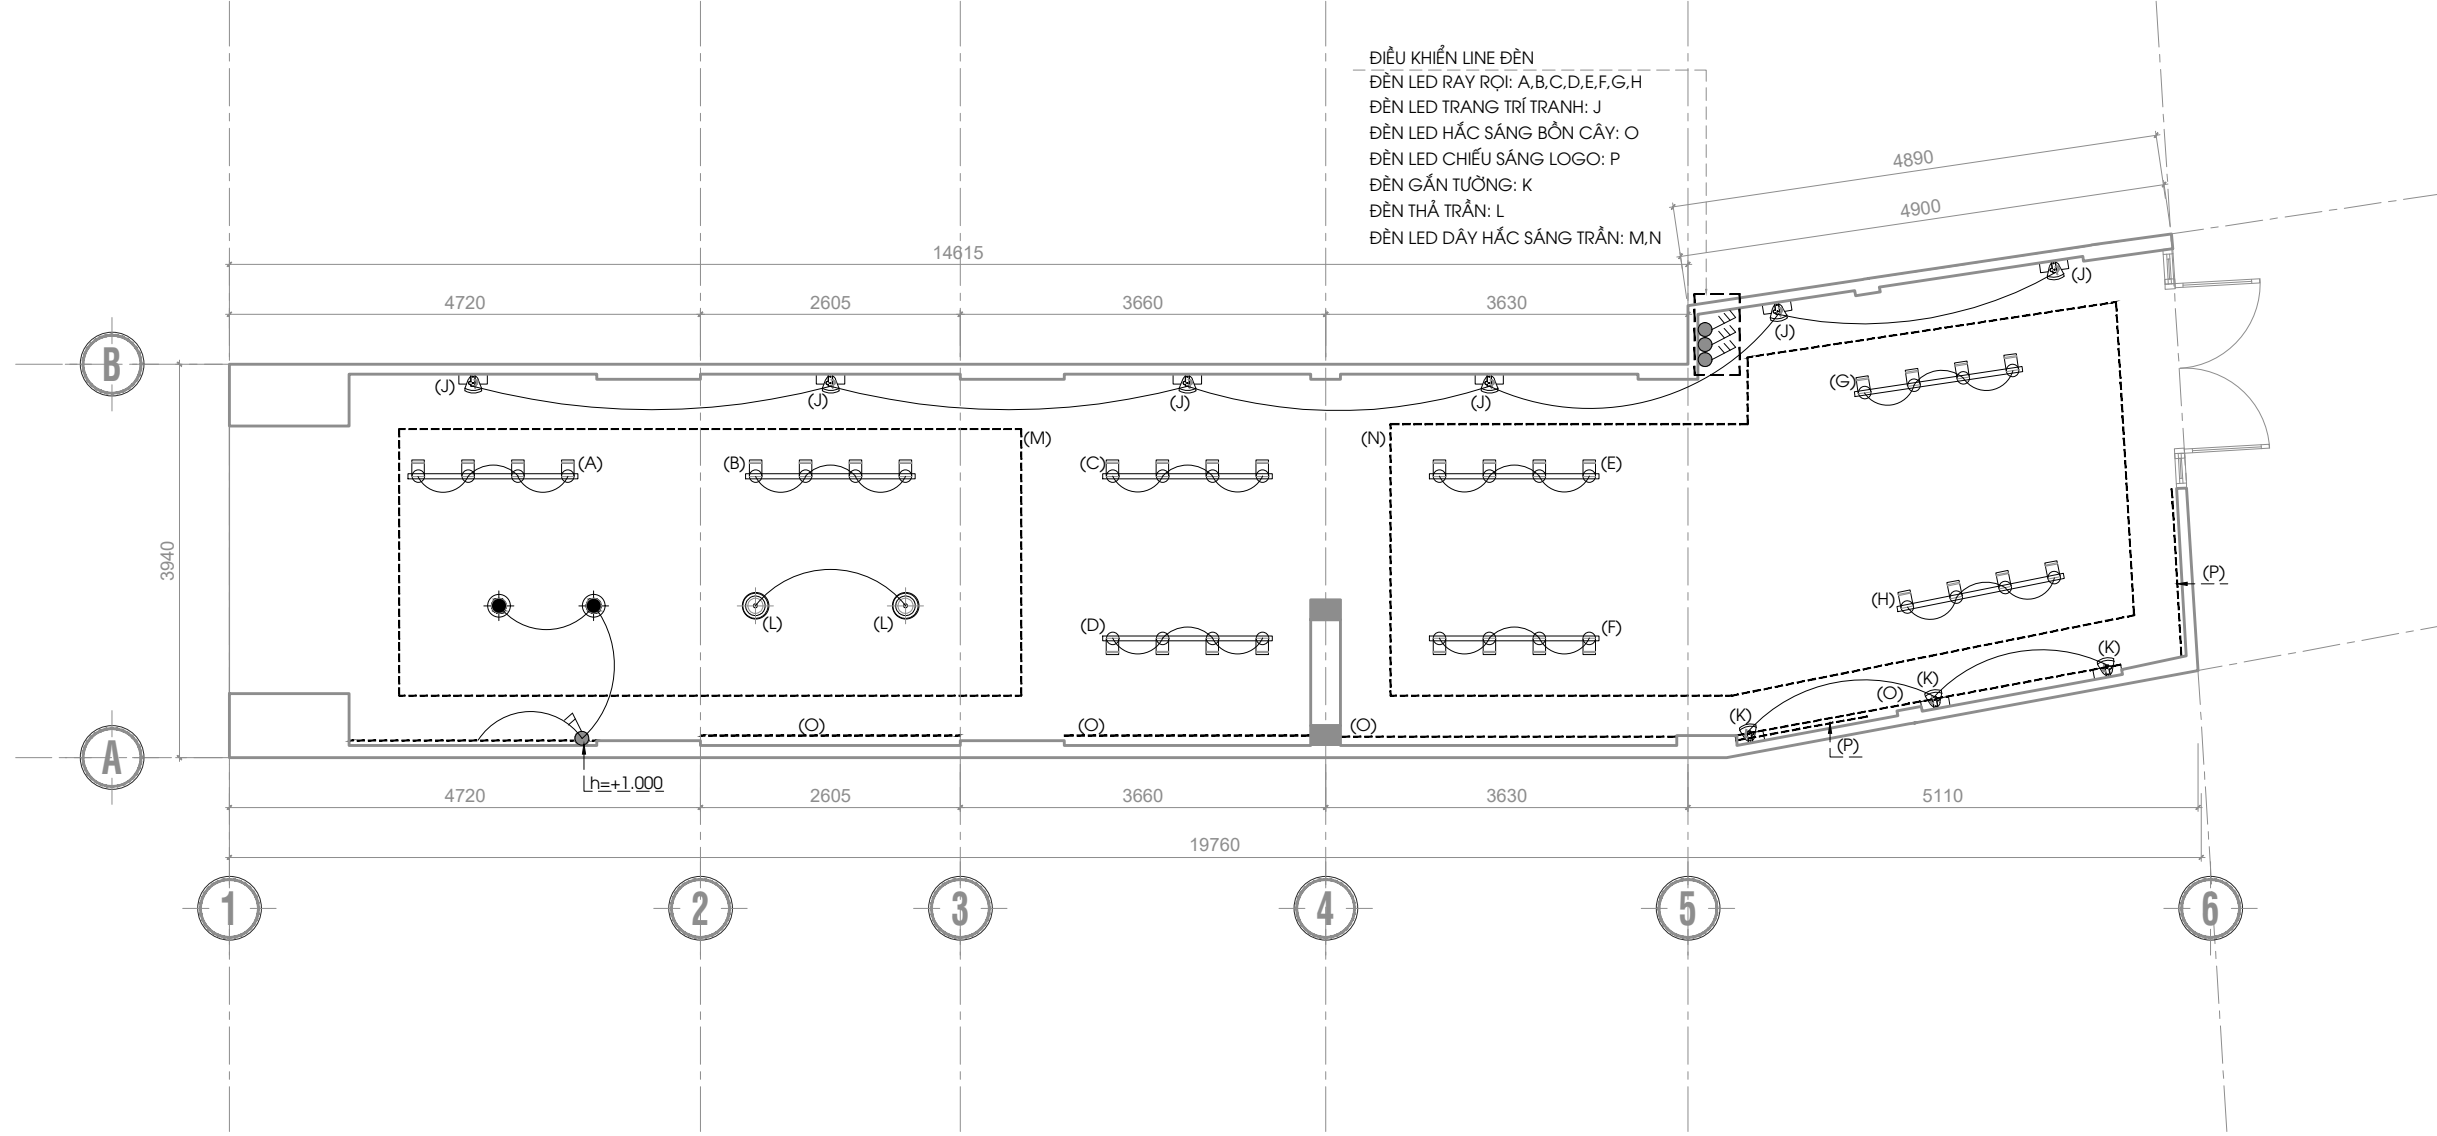 ĐIỀU KHIỂN LINE ĐÈN
ĐÈN LED RAY RỌI: A,B,C,D,E,F,G,H
ĐÈN LED TRANG TRÍ TRANH: J
ĐÈN LED HẮC SÁNG BỒN CÂY: O
ĐÈN LED CHIẾU SÁNG LOGO: P
ĐÈN GẮN TƯỜNG: K
ĐÈN THẢ TRẦN: L
ĐÈN LED DÂY HẮC SÁNG TRẦN: M,N
4890
4900
14615
4720 2605 3660 3630
B
(J) (J) (J) (J) (J) (J)
(G)
(M) (N)
(A) (B) (C) (E)
3940
(P)
(H)
(L) (L) (D) (F)
(K)
(K)
(O)
(K)
(O) (O) (O)
(P)
A
h=+1.000
4720 2605 3660 3630 5110
19760
1 2 3 4 5 6